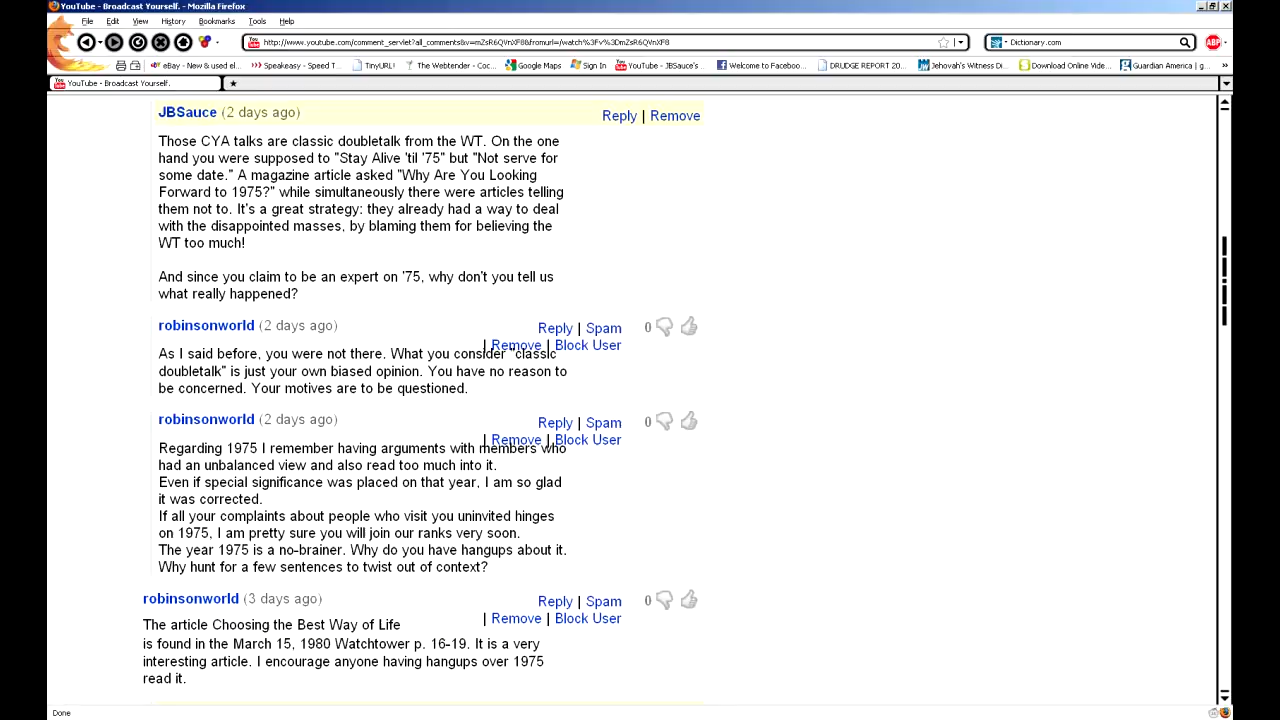 YouTube - Broadcast Yourself. - Mozilla Firefox
File Edit View History Bookmarks Tools Help
http://www.youtube.com/comment_servlet?all_comments&v=mZsR6QVnXF8&fromurl=/watch%3Fv%3DmZsR6QVnXF8
Dictionary.com
ABP
eBay - New & used el... Speakeasy - Speed T... TinyURL! The Webtender - Coc... Google Maps Sign In YouTube - JBSauce's... Welcome to Faceboo... DRUDGE REPORT 20... Jehovah's Witness Di... Download Online Vide... Guardian America | g... »
YouTube - Broadcast Yourself.
JBSauce (2 days ago) Reply | Remove
Those CYA talks are classic doubletalk from the WT. On the one
hand you were supposed to "Stay Alive 'til '75" but "Not serve for
some date." A magazine article asked "Why Are You Looking
Forward to 1975?" while simultaneously there were articles telling
them not to. It's a great strategy: they already had a way to deal
with the disappointed masses, by blaming them for believing the
WT too much!
And since you claim to be an expert on '75, why don't you tell us
what really happened?
robinsonworld (2 days ago) Reply | Spam 0
| Remove | Block User
As I said before, you were not there. What you consider "classic
doubletalk" is just your own biased opinion. You have no reason to
be concerned. Your motives are to be questioned.
robinsonworld (2 days ago) Reply | Spam 0
| Remove | Block User
Regarding 1975 I remember having arguments with members who
had an unbalanced view and also read too much into it.
Even if special significance was placed on that year, I am so glad
it was corrected.
If all your complaints about people who visit you uninvited hinges
on 1975, I am pretty sure you will join our ranks very soon.
The year 1975 is a no-brainer. Why do you have hangups about it.
Why hunt for a few sentences to twist out of context?
robinsonworld (3 days ago) Reply | Spam 0
| Remove | Block User
The article Choosing the Best Way of Life
is found in the March 15, 1980 Watchtower p. 16-19. It is a very
interesting article. I encourage anyone having hangups over 1975
read it.
Done